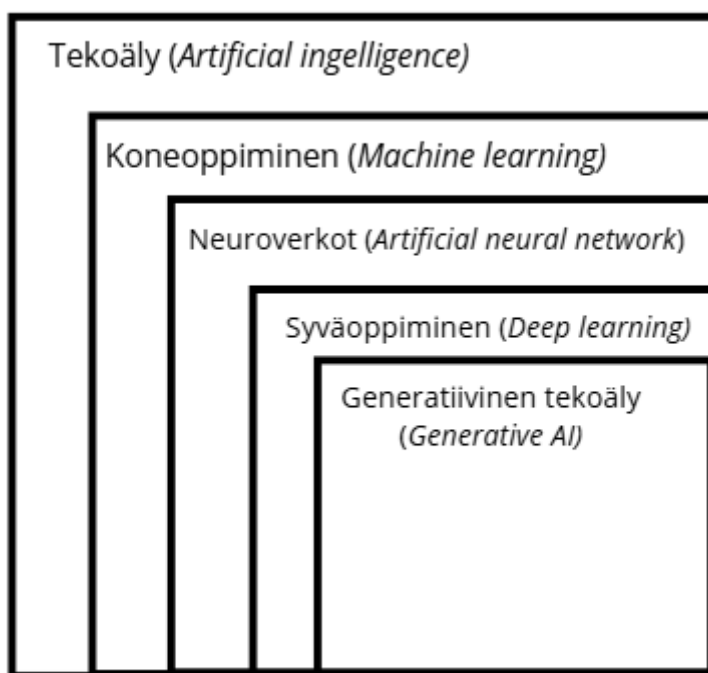 Tekoäly (Artificial ingelligence)
Koneoppiminen (Machine learning)
Neuroverkot (Artificial neural network)
Syväoppiminen (Deep learning)
Generatiivinen tekoäly
(Generative AI)